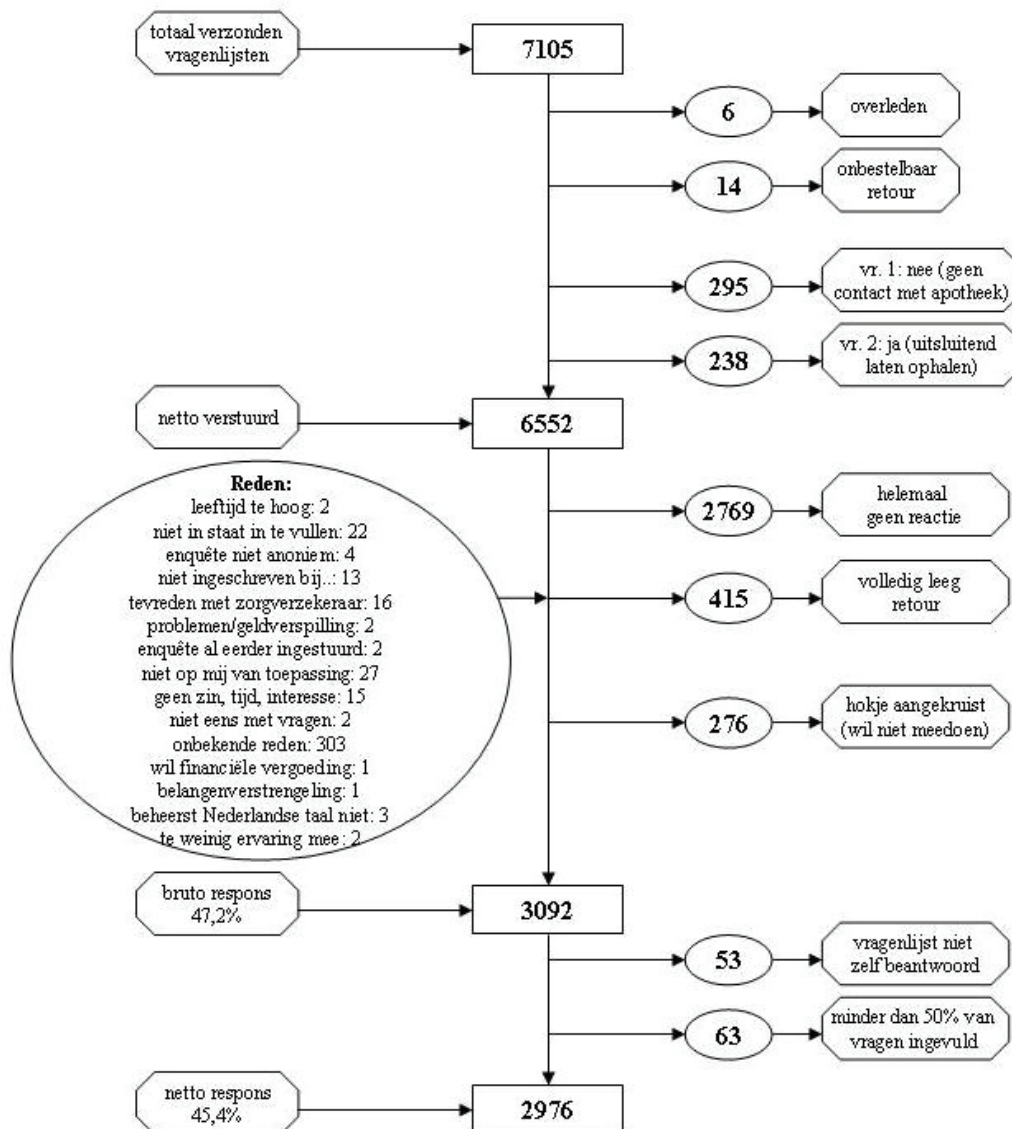 totaal verzonden
vragenlijsten
7105
6
overleden
14
onbestelbaar
retour
295
vr. 1: nee (geen
contact met apotheek)
238
vr. 2: ja (uitsluitend
laten ophalen)
netto verstuurd
6552
Reden:
leeftijd te hoog: 2
niet in staat in te vullen: 22
enquête niet anoniem: 4
niet ingeschreven bij..: 13
tevreden met zorgverzekeraar: 16
problemen/geldverspilling: 2
enquête al eerder ingestuurd: 2
niet op mij van toepassing: 27
geen zin, tijd, interesse: 15
niet eens met vragen: 2
onbekende reden: 303
wil financiële vergoeding: 1
belangenverstrengeling: 1
beheerst Nederlandse taal niet: 3
te weinig ervaring mee: 2
2769
helemaal
geen reactie
415
volledig leeg
retour
276
hokje aangekruist
(wil niet meedoen)
bruto respons
47,2%
3092
53
vragenlijst niet
zelf beantwoord
63
minder dan 50% van
vragen ingevuld
netto respons
45,4%
2976